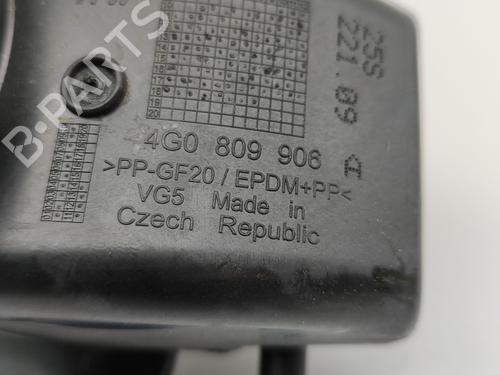 25S
221.09
4G0 809 906 A
>PP-GF20 / EPDM+PP<
VG5 Made in
Czech Republic
B-PARTS